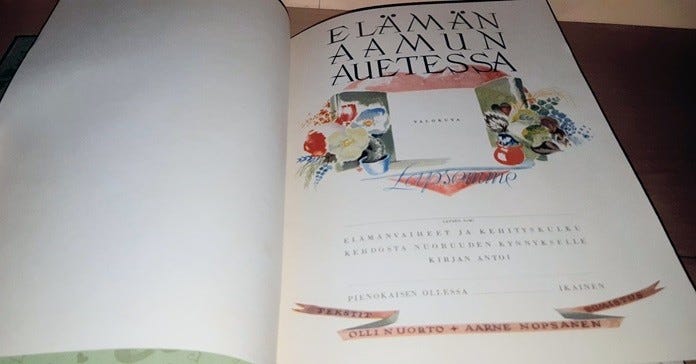 ELÄMÄN
AAMUN
AUETESSA
VALOKUVA
Lapsemme
LAPSEN NIMI
ELÄMÄNVAIHEET JA KEHITYSKULKU
KEHDOSTA NUORUUDEN KYNNYKSELLE
KIRJAN ANTOI
PIENOKAISEN OLLESSA IKÄINEN
TEKSTIT KUVITUS
OLLI NUORTO + AARNE NOPSANEN